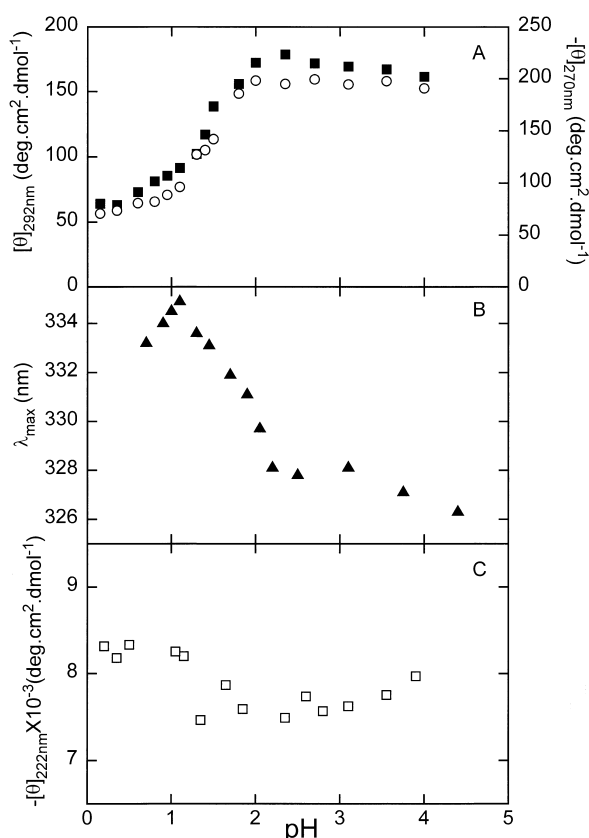 A
200
150
100
50
0
[θ]292nm (deg.cm2.dmol-1)
250
200
150
100
50
0
-[θ]270nm (deg.cm2.dmol-1)
B
334
332
330
328
326
λmax (nm)
C
9
8
7
-[θ]222nmX10-3(deg.cm2.dmol-1)
0 1 2 3 4 5
pH